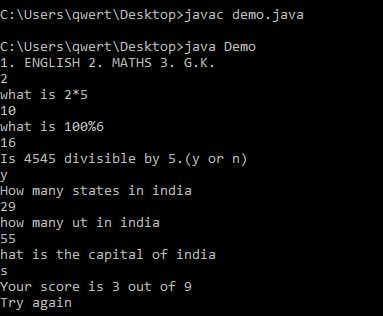 C:\Users\qwert\Desktop>javac demo.java
C:\Users\qwert\Desktop>java Demo
1. ENGLISH 2. MATHS 3. G.K.
2
what is 2*5
10
what is 100%6
16
Is 4545 divisible by 5.(y or n)
y
How many states in india
29
how many ut in india
55
hat is the capital of india
s
Your score is 3 out of 9
Try again